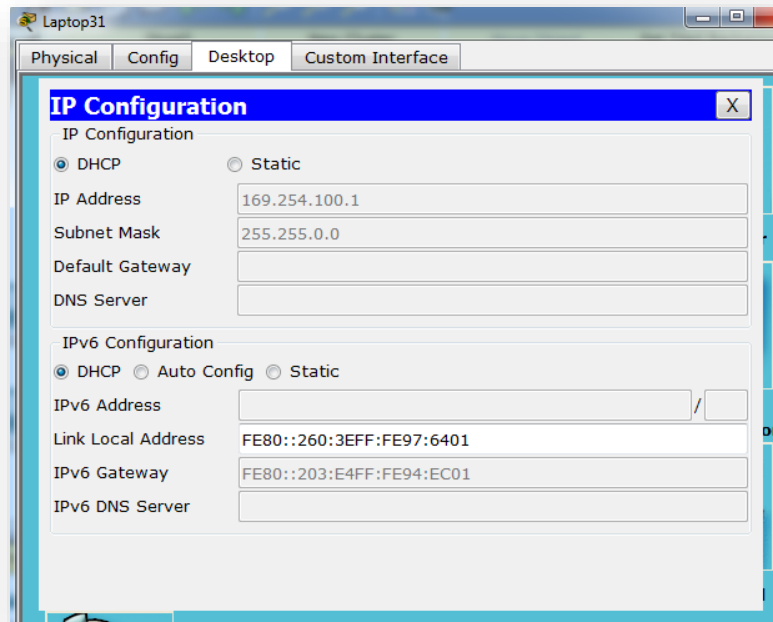 Laptop31
Physical Config Desktop Custom Interface
IP Configuration X
IP Configuration
DHCP Static
IP Address 169.254.100.1
Subnet Mask 255.255.0.0
Default Gateway
DNS Server
IPv6 Configuration
DHCP Auto Config Static
IPv6 Address /
Link Local Address FE80::260:3EFF:FE97:6401
IPv6 Gateway FE80::203:E4FF:FE94:EC01
IPv6 DNS Server